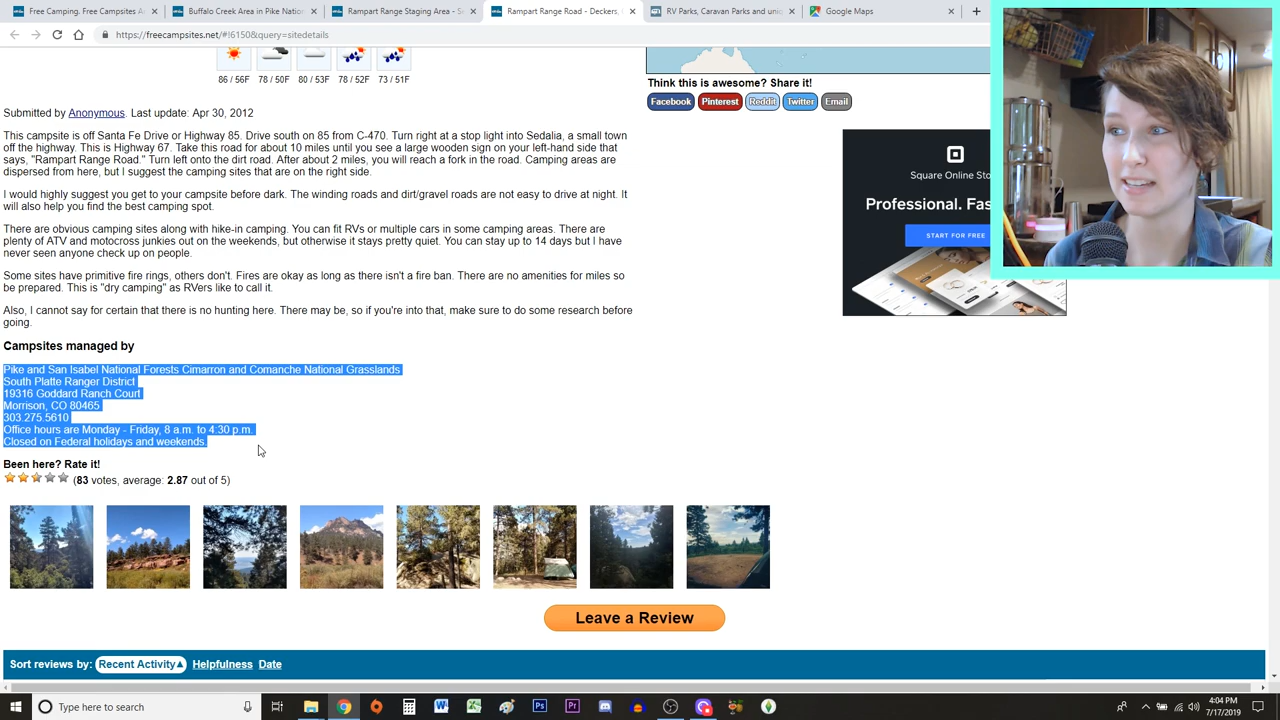 Free Camping. Free Campsites Ar
Buffalo Creek Area in Pike Nation
Rampart Range Staging Area - Se
Rampart Range Road - Deckers,
RV Parks, Caravan Parks and uniq
Google Maps
https://freecampsites.net/#!6150&query=sitedetails
86 / 56F
78 / 50F
80 / 53F
78 / 52F
73 / 51F
Think this is awesome? Share it!
Facebook
Pinterest
Reddit
Twitter
Email
Submitted by Anonymous. Last update: Apr 30, 2012
This campsite is off Santa Fe Drive or Highway 85. Drive south on 85 from C-470. Turn right at a stop light into Sedalia, a small town
off the highway. This is Highway 67. Take this road for about 10 miles until you see a large wooden sign on your left-hand side that
says, "Rampart Range Road." Turn left onto the dirt road. After about 2 miles, you will reach a fork in the road. Camping areas are
dispersed from here, but I suggest the camping sites that are on the right side.
I would highly suggest you get to your campsite before dark. The winding roads and dirt/gravel roads are not easy to drive at night. It
will also help you find the best camping spot.
There are obvious camping sites along with hike-in camping. You can fit RVs or multiple cars in some camping areas. There are
plenty of ATV and motocross junkies out on the weekends, but otherwise it stays pretty quiet. You can stay up to 14 days but I have
never seen anyone check up on people.
Some sites have primitive fire rings, others don't. Fires are okay as long as there isn't a fire ban. There are no amenities for miles so
be prepared. This is "dry camping" as RVers like to call it.
Also, I cannot say for certain that there is no hunting here. There may be, so if you're into that, make sure to do some research before
going.
Campsites managed by
Pike and San Isabel National Forests Cimarron and Comanche National Grasslands
South Platte Ranger District
19316 Goddard Ranch Court
Morrison, CO 80465
303.275.5610
Office hours are Monday - Friday, 8 a.m. to 4:30 p.m.
Closed on Federal holidays and weekends.
Been here? Rate it!
(83 votes, average: 2.87 out of 5)
Square Online Sto
Professional. Fas
START FOR FREE
Leave a Review
Sort reviews by: Recent Activity▲ Helpfulness Date
Type here to search
4:04 PM
7/17/2019